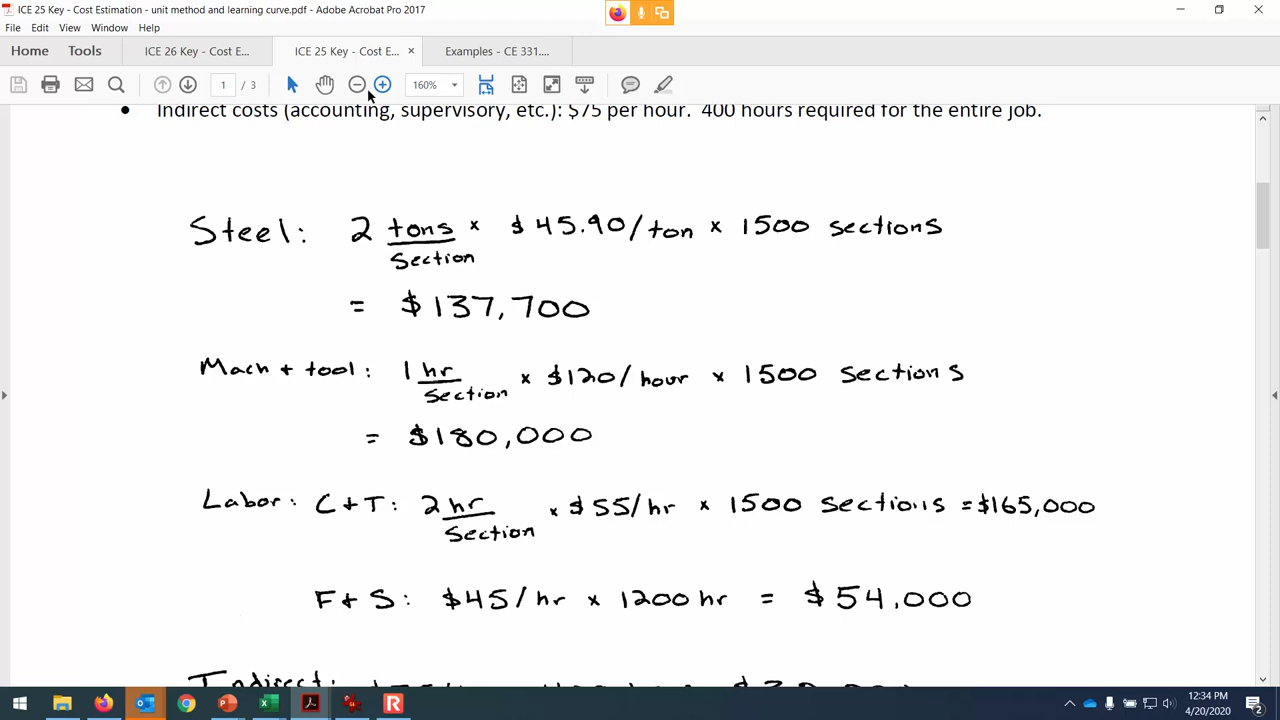 ICE 25 Key - Cost Estimation - unit method and learning curve.pdf - Adobe Acrobat Pro 2017
File Edit View Window Help
Home Tools ICE 26 Key - Cost E... ICE 25 Key - Cost E... × Examples - CE 331....
1 / 3 160%
• Indirect costs (accounting, supervisory, etc.): $75 per hour. 400 hours required for the entire job.
Steel: 2 tons/section × $45.90/ton × 1500 sections
= $137,700
Mach + tool: 1 hr/section × $120/hour × 1500 sections
= $180,000
Labor: C+T: 2 hr/section × $55/hr × 1500 sections = $165,000
F+S: $45/hr × 1200 hr = $54,000
Indirect:
12:34 PM
4/20/2020
2